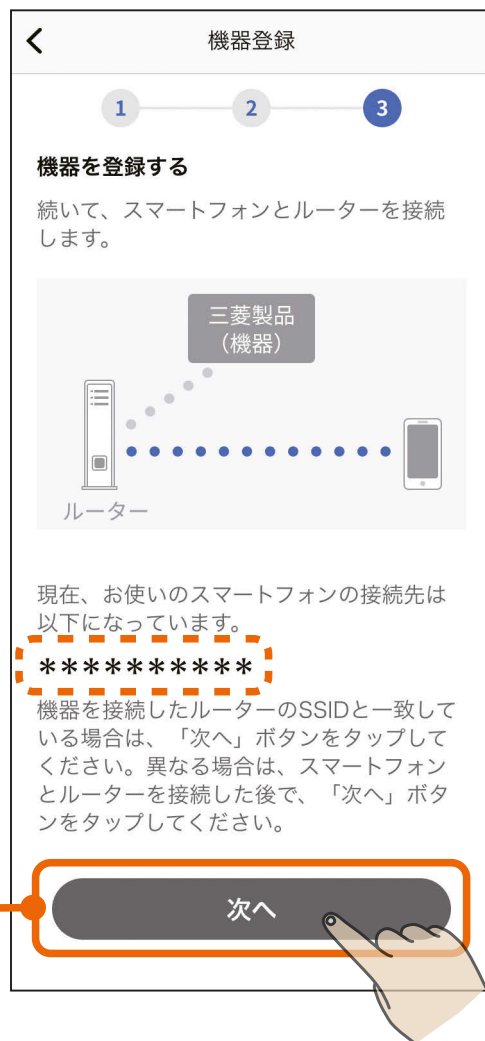 機器登録
1 2 3
機器を登録する
続いて、スマートフォンとルーターを接続
します。
三菱製品
（機器）
ルーター
現在、お使いのスマートフォンの接続先は
以下になっています。
**********
機器を接続したルーターのSSIDと一致して
いる場合は、「次へ」ボタンをタップして
ください。異なる場合は、スマートフォン
とルーターを接続した後で、「次へ」ボタ
ンをタップしてください。
次へ